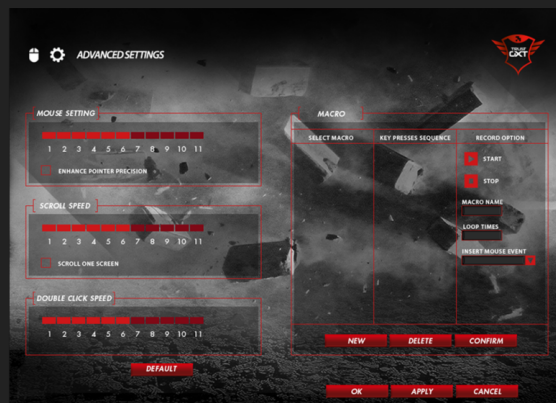 ADVANCED SETTINGS
TRUST
GXT
MOUSE SETTING
1 2 3 4 5 6 7 8 9 10 11
ENHANCE POINTER PRECISION
SCROLL SPEED
1 2 3 4 5 6 7 8 9 10 11
SCROLL ONE SCREEN
DOUBLE CLICK SPEED
1 2 3 4 5 6 7 8 9 10 11
DEFAULT
MACRO
SELECT MACRO
KEY PRESSES SEQUENCE
RECORD OPTION
START
STOP
MACRO NAME
LOOP TIMES
INSERT MOUSE EVENT
NEW
DELETE
CONFIRM
OK
APPLY
CANCEL